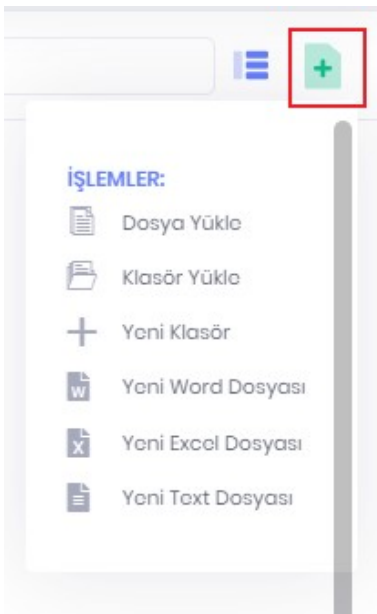 İŞLEMLER:
Dosya Yükle
Klasör Yükle
Yeni Klasör
Yeni Word Dosyası
Yeni Excel Dosyası
Yeni Text Dosyası